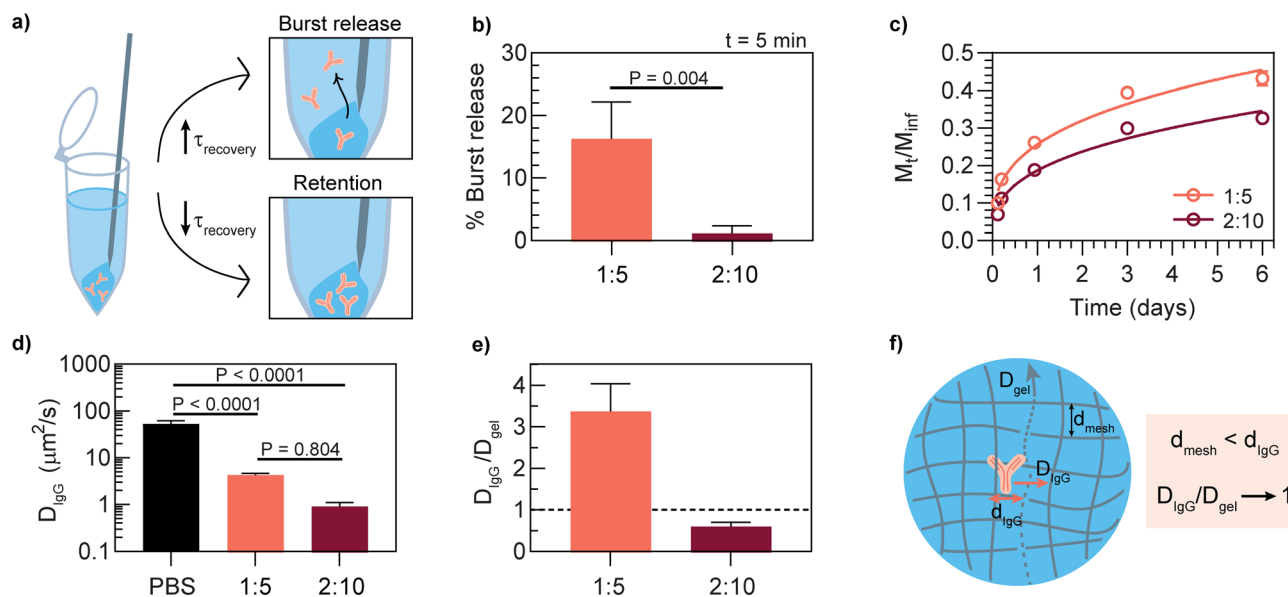 a)
Burst release
↑ τrecovery
Retention
↓ τrecovery
b)
t = 5 min
P = 0.004
% Burst release
30
20
10
0
1:5
2:10
c)
Mt/Minf
0.5
0.4
0.3
0.2
0.1
0.0
1:5
2:10
0
1
2
3
4
5
6
Time (days)
d)
DIgG (μm²/s)
1000
100
10
1
0.1
P < 0.0001
P < 0.0001
P = 0.804
PBS
1:5
2:10
e)
DIgG/Dgel
4
3
2
1
0
1:5
2:10
f)
Dgel
dmesh
DIgG
dIgG
dmesh < dIgG
DIgG/Dgel → 1